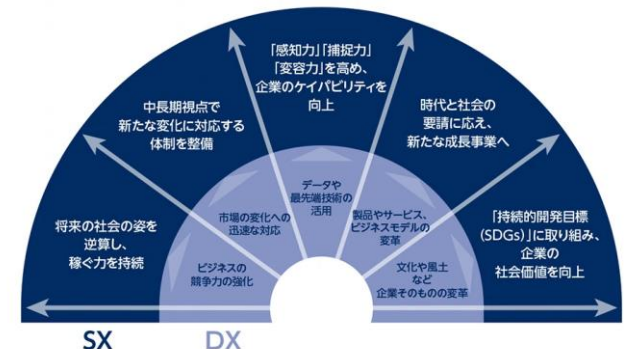 「感知力」「捕捉力」
「変容力」を高め、
企業のケイパビリティを
向上
中長期視点で
新たな変化に対応する
体制を整備
時代と社会の
要請に応え、
新たな成長事業へ
将来の社会の姿を
逆算し、
稼ぐ力を持続
「持続的開発目標
(SDGs)」に取り組み、
企業の
社会価値を向上
データや
最先端技術の
活用
市場の変化への
迅速な対応
製品やサービス、
ビジネスモデルの
変革
ビジネスの
競争力の強化
文化や風土
など
企業そのものの変革
SX
DX